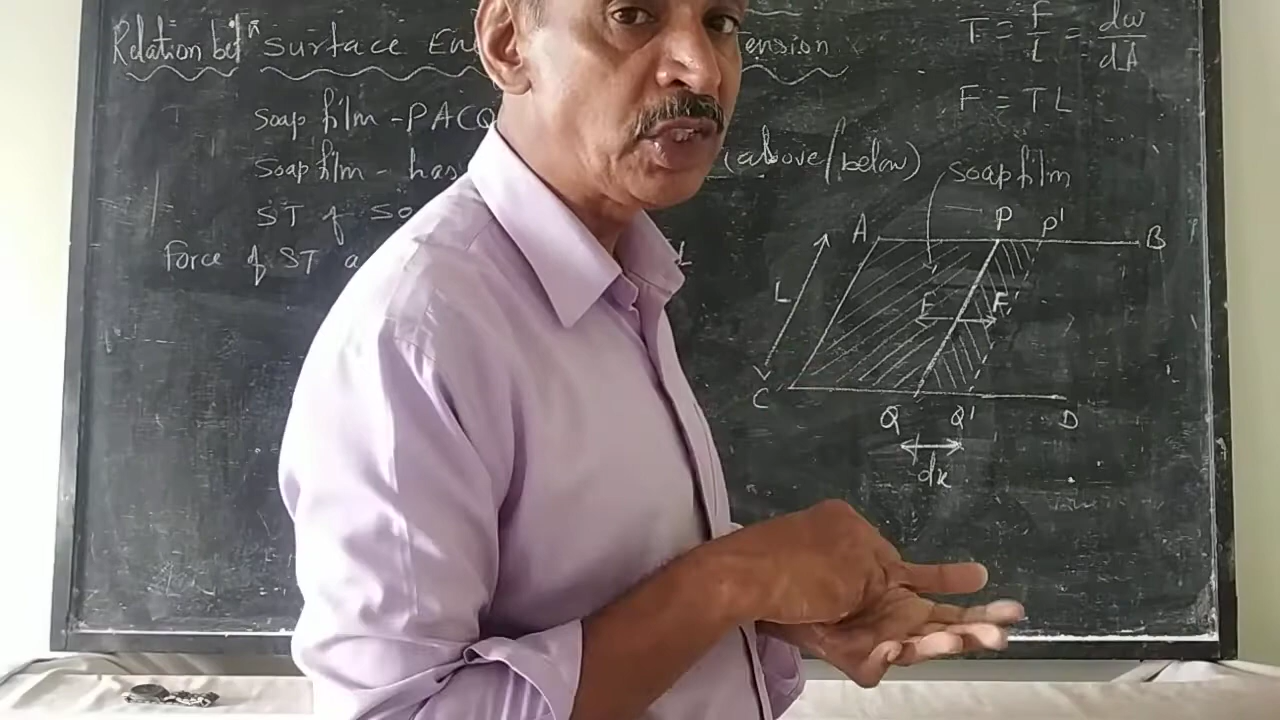 Relation betⁿ Surface En ension
Soap film - PACQ
Soap film - has (above/below)
ST of So
Force of ST a L
T = F/L = dw/dA
F = TL
soap film
A P P' B
L F F'
C Q Q' D
dx